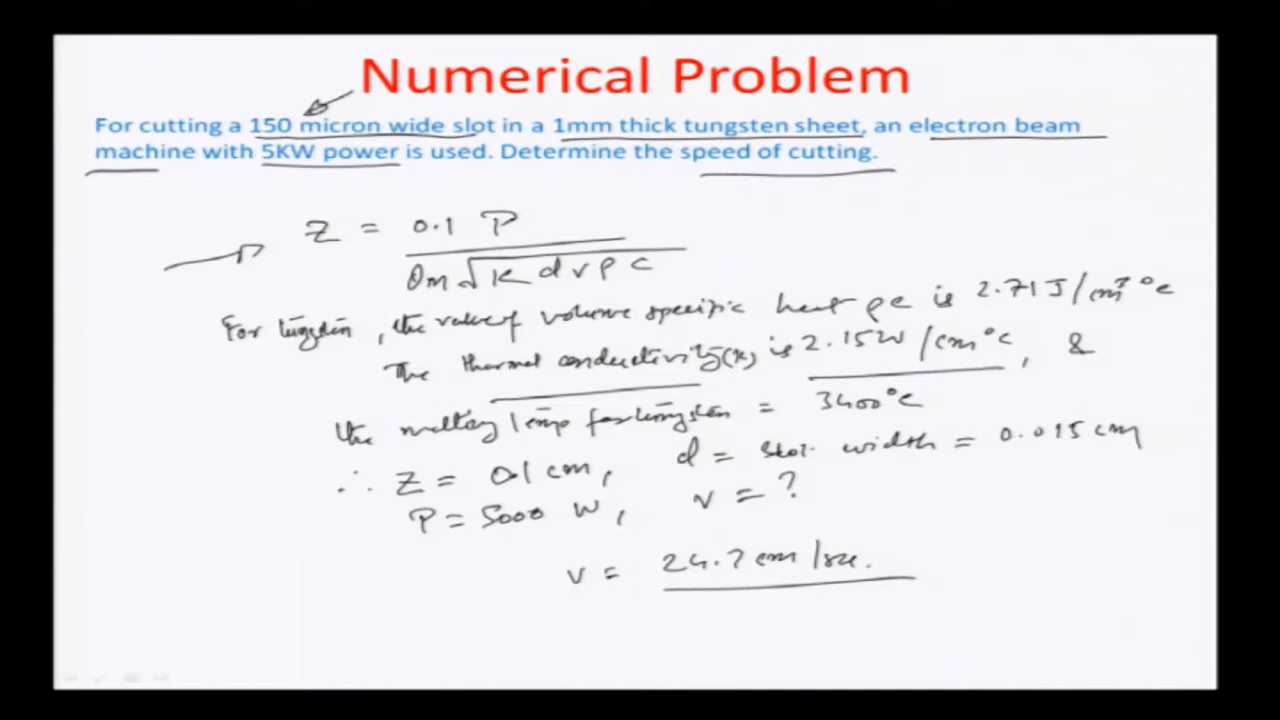 Numerical Problem
For cutting a 150 micron wide slot in a 1mm thick tungsten sheet, an electron beam
machine with 5KW power is used. Determine the speed of cutting.
Z = 0.1 P
θm √k d v ρ c
For tungsten, the value of volume specific heat ρc is 2.71 J/cm³ °C
The thermal conductivity (k) is 2.15 W/cm°C, &
the melting temp for tungsten = 3400°C
∴ Z = 0.1 cm, d = slot width = 0.015 cm
P = 5000 W, v = ?
v = 24.7 cm/sec.